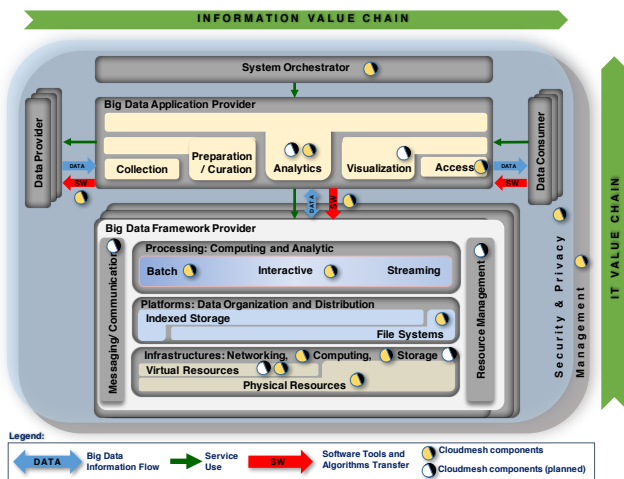 INFORMATION VALUE CHAIN
System Orchestrator
Big Data Application Provider
Collection
Preparation
/ Curation
Analytics
Visualization
Access
Data Provider
DATA
SW
Data Consumer
DATA
SW
DATA
SW
Big Data Framework Provider
Messaging/ Communication
Processing: Computing and Analytic
Batch
Interactive
Streaming
Platforms: Data Organization and Distribution
Indexed Storage
File Systems
Infrastructures: Networking, Computing, Storage
Virtual Resources
Physical Resources
Resource Management
Security & Privacy
Management
IT VALUE CHAIN
Legend:
DATA
Big Data
Information Flow
Service
Use
SW
Software Tools and
Algorithms Transfer
Cloudmesh components
Cloudmesh components (planned)